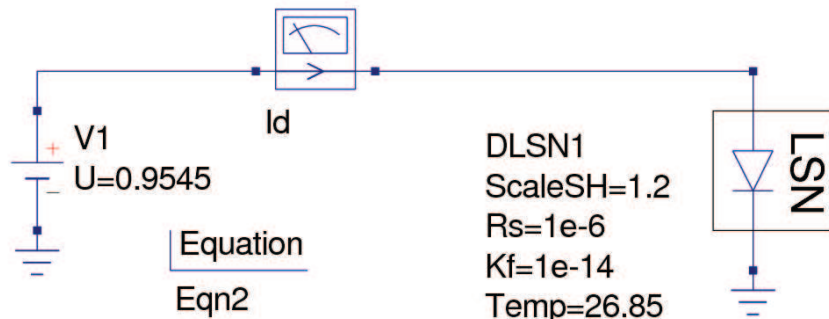 Id
V1
U=0.9545
Equation
Eqn2
DLSN1
ScaleSH=1.2
Rs=1e-6
Kf=1e-14
Temp=26.85
LSN